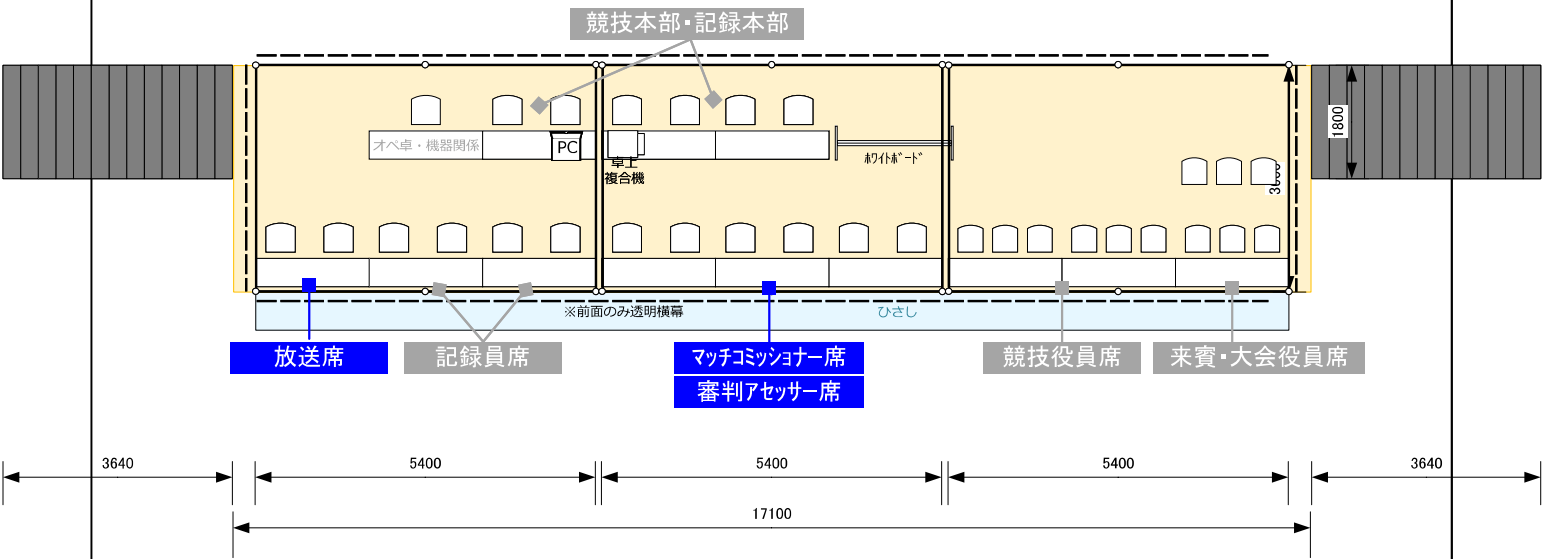 競技本部・記録本部
1800
オペ卓・機器関係
PC
卓上
複合機
ﾎﾜｲﾄﾎﾞｰﾄﾞ
※前面のみ透明横幕
ひさし
放送席
記録員席
マッチコミッショナー席
審判アセッサー席
競技役員席
来賓・大会役員席
3640
5400
5400
5400
3640
17100